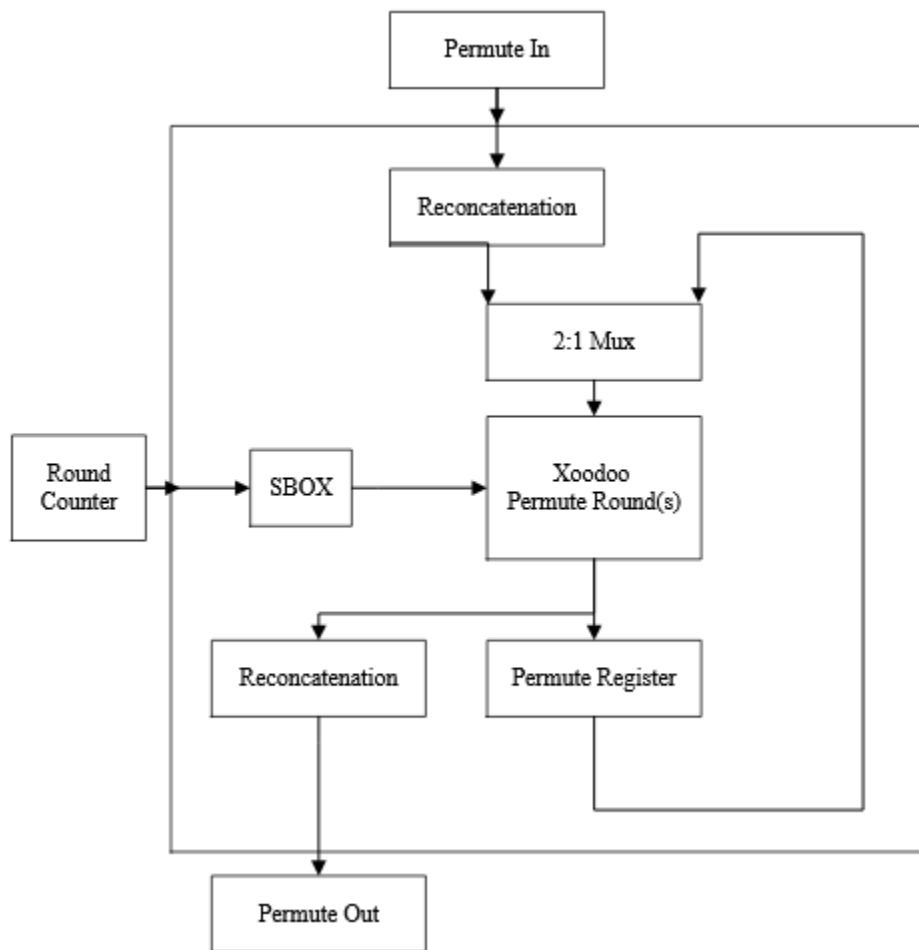 Permute In
Reconcatenation
2:1 Mux
Round
Counter
SBOX
Xoodoo
Permute Round(s)
Reconcatenation
Permute Register
Permute Out